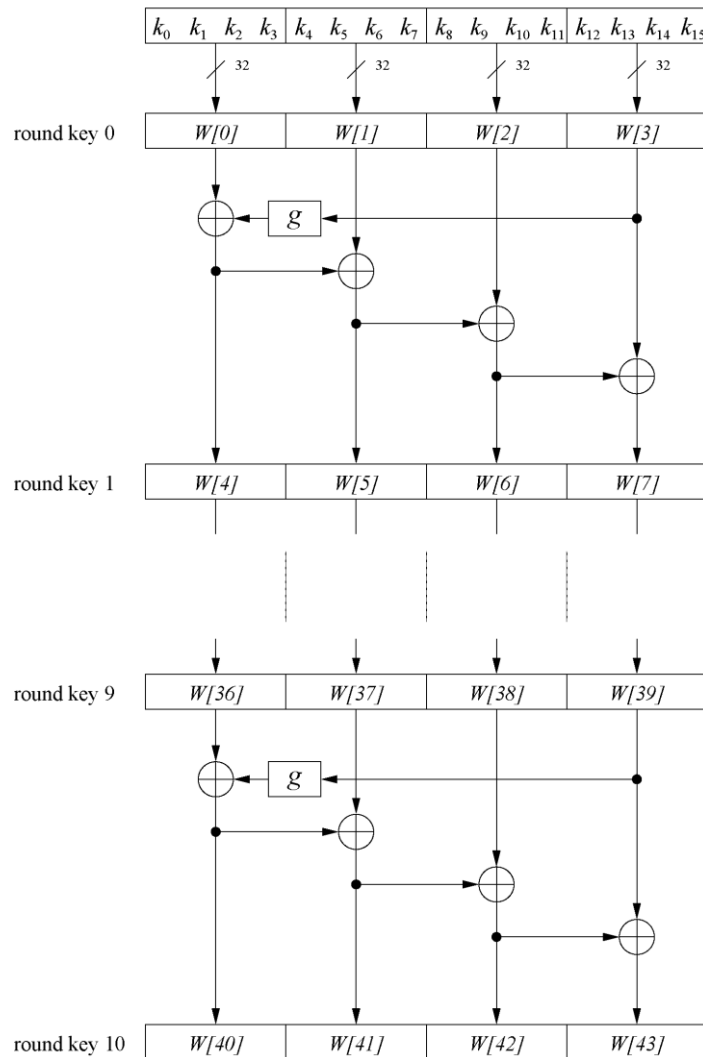 k₀ k₁ k₂ k₃ k₄ k₅ k₆ k₇ k₈ k₉ k₁₀ k₁₁ k₁₂ k₁₃ k₁₄ k₁₅
32 32 32 32
round key 0 W[0] W[1] W[2] W[3]
g
round key 1 W[4] W[5] W[6] W[7]
round key 9 W[36] W[37] W[38] W[39]
g
round key 10 W[40] W[41] W[42] W[43]